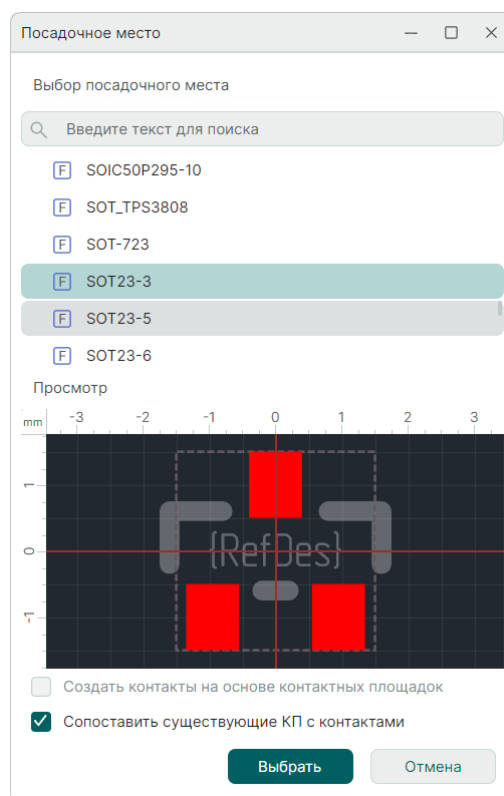 Посадочное место
Выбор посадочного места
Введите текст для поиска
F SOIC50P295-10
F SOT_TPS3808
F SOT-723
F SOT23-3
F SOT23-5
F SOT23-6
Просмотр
mm -3 -2 -1 0 1 2 3
1
0
-1
{RefDes}
Создать контакты на основе контактных площадок
Сопоставить существующие КП с контактами
Выбрать Отмена